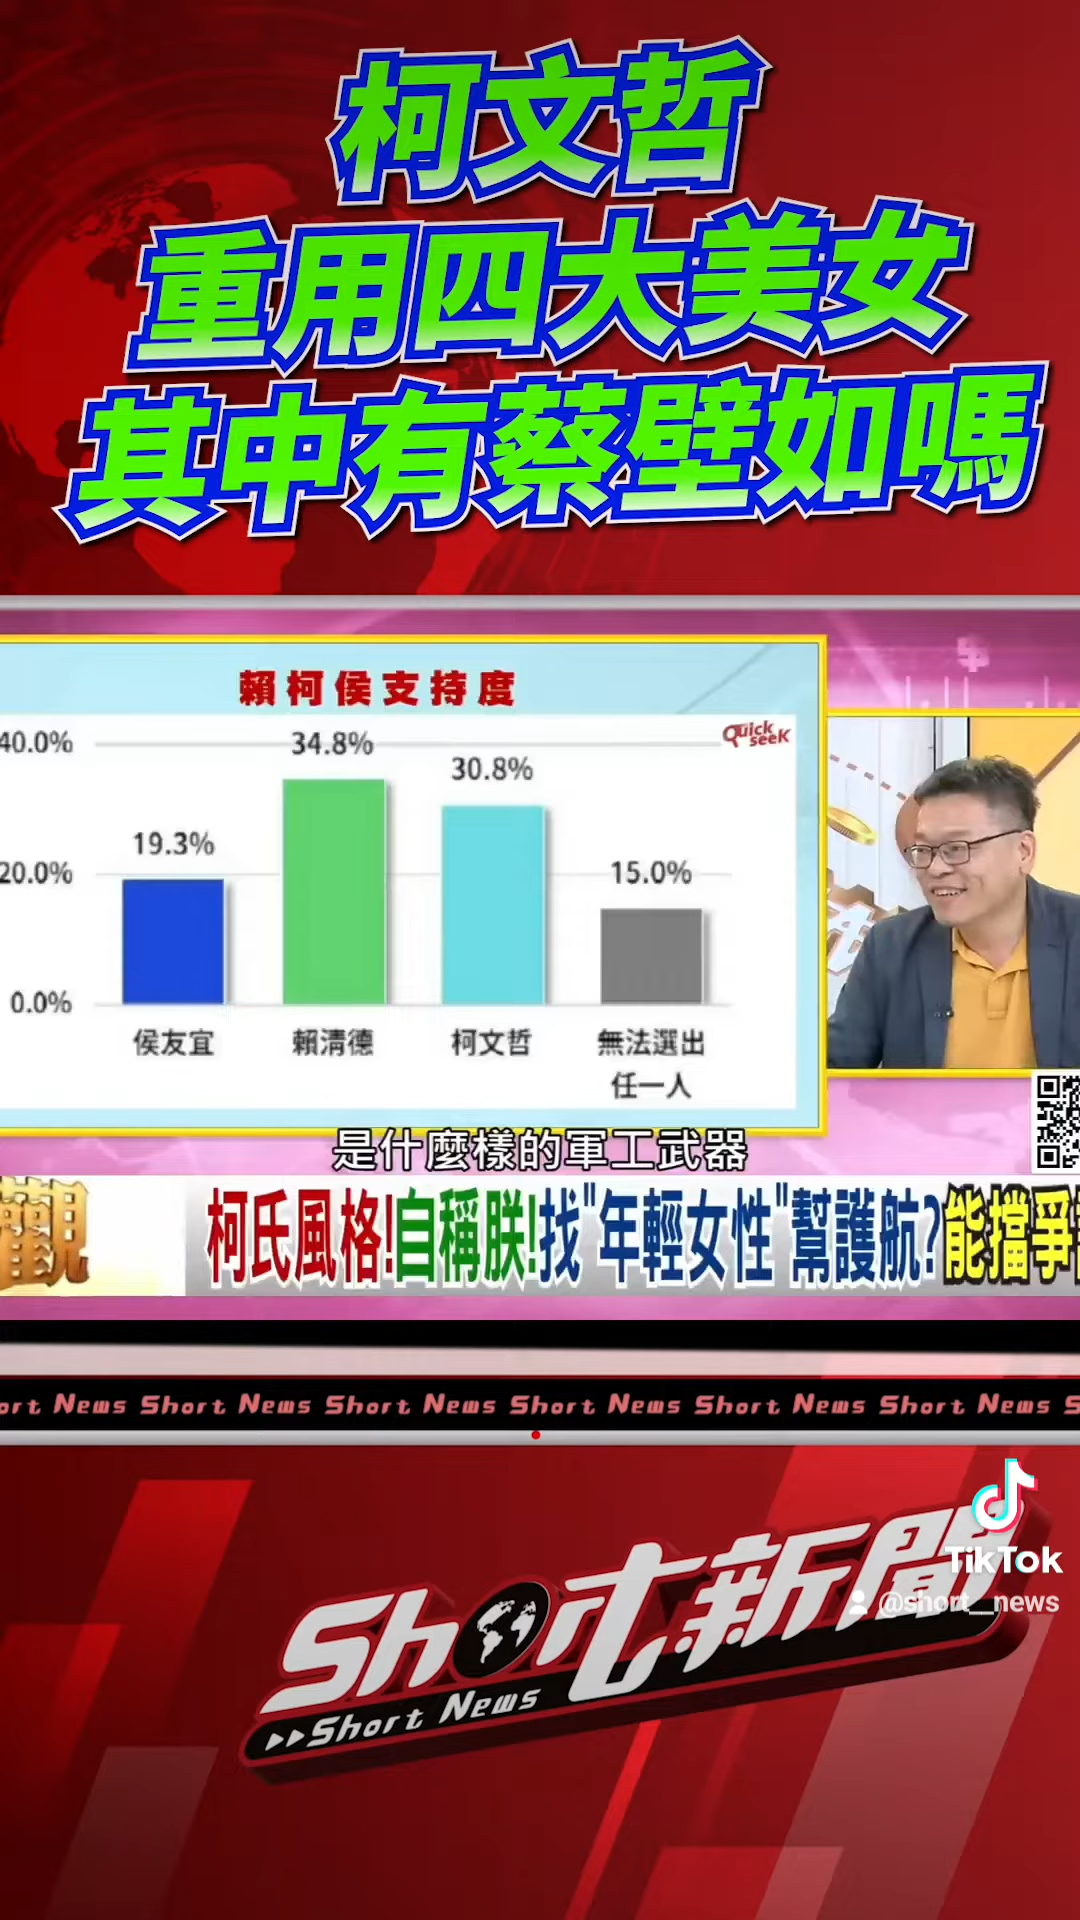 柯文哲
重用四大美女
其中有蔡壁如嗎
賴柯侯支持度
Quick seeK
40.0%
34.8%
30.8%
19.3%
20.0%
15.0%
0.0%
侯友宜
賴清德
柯文哲
無法選出
任一人
是什麼樣的軍工武器
觀
柯氏風格!自稱朕!找"年輕女性"幫護航?能擋爭
ort News Short News Short News Short News Short News Short News S
Short新聞
Short News
TikTok
@short__news